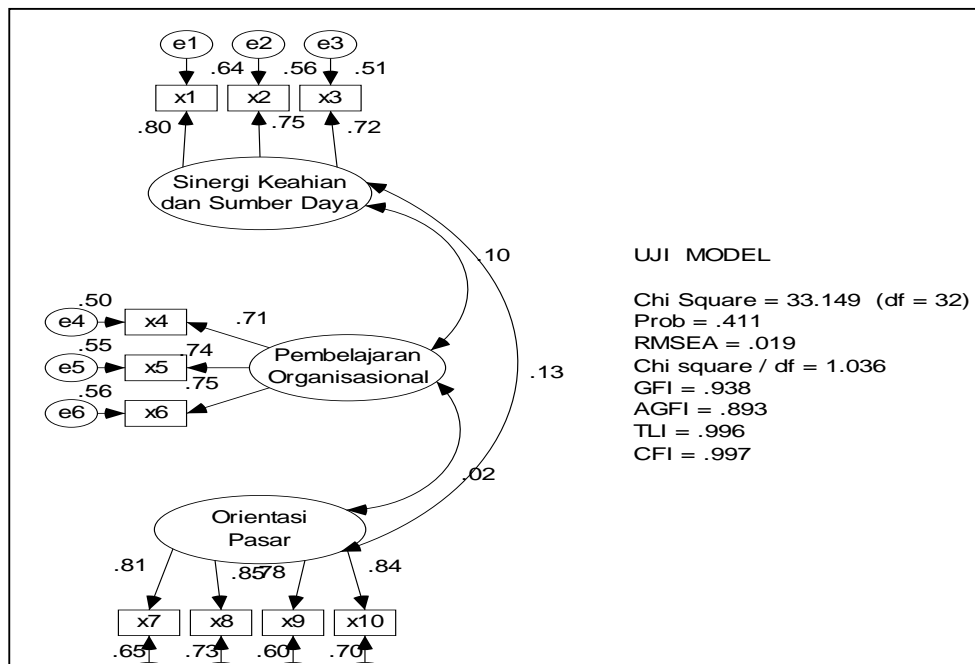 e1 e2 e3
.64 .56 .51
x1 x2 x3
.80 .75 .72
Sinergi Keahian
dan Sumber Daya
.10
.50
e4 x4 .71
.55
e5 x5 .74
.56
e6 x6 .75
Pembelajaran
Organisasional
.13
.02
Orientasi
Pasar
.81 .85 .78 .84
x7 x8 x9 x10
.65 .73 .60 .70
UJI MODEL
Chi Square = 33.149 (df = 32)
Prob = .411
RMSEA = .019
Chi square / df = 1.036
GFI = .938
AGFI = .893
TLI = .996
CFI = .997